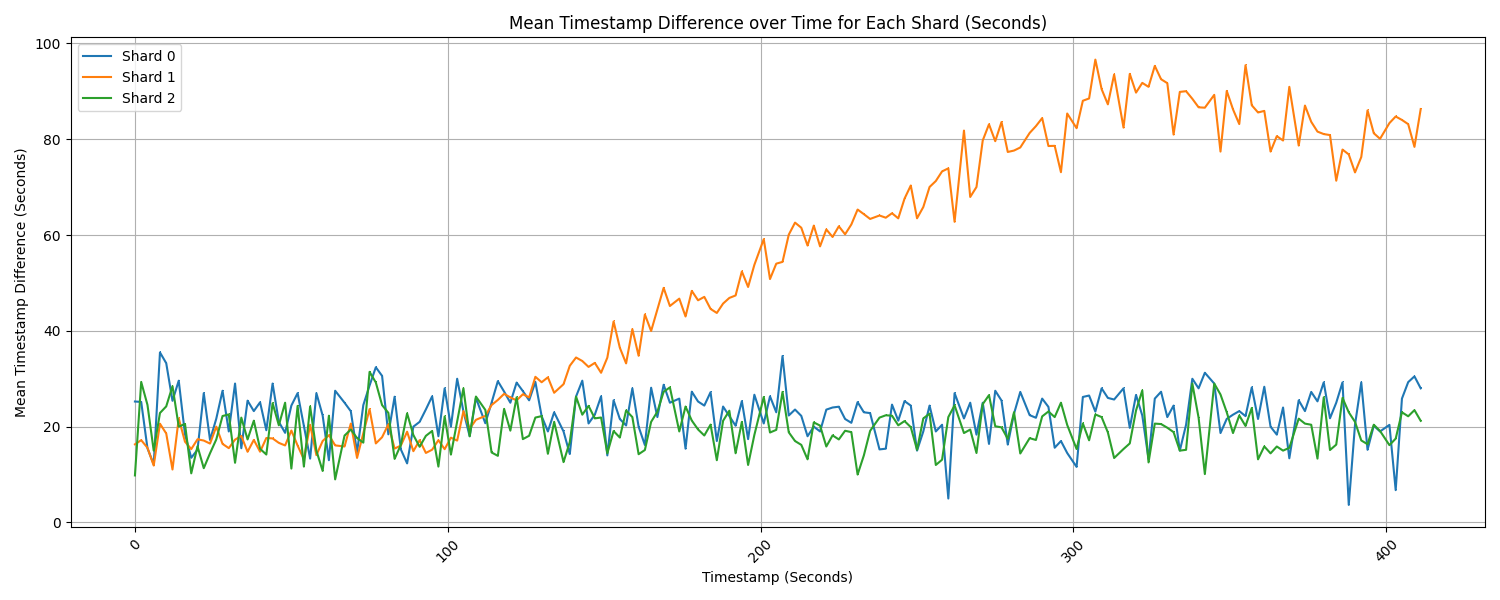 Mean Timestamp Difference over Time for Each Shard (Seconds)
Mean Timestamp Difference (Seconds)
100
80
60
40
20
0
Shard 0
Shard 1
Shard 2
0
100
200
300
400
Timestamp (Seconds)